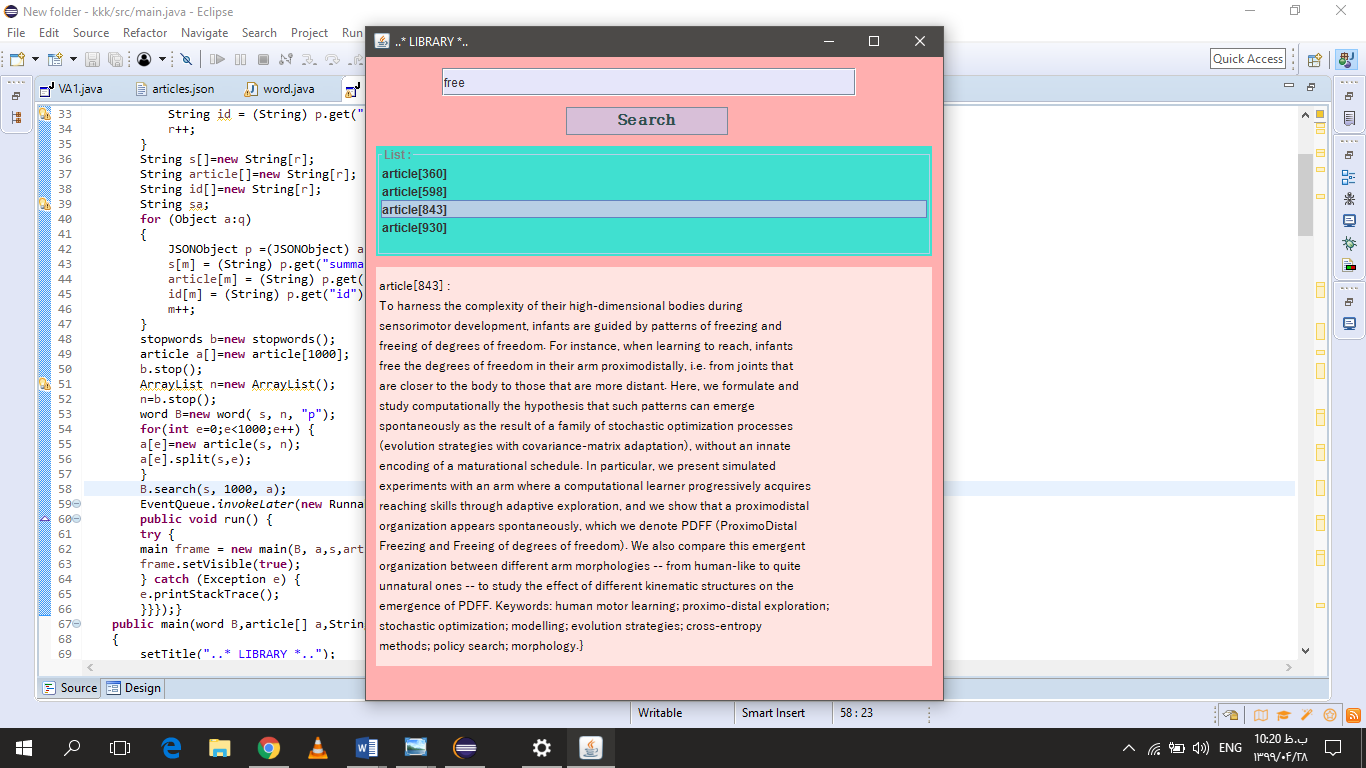 New folder - kkk/src/main.java - Eclipse
File Edit Source Refactor Navigate Search Project Run
Quick Access
VA1.java articles.json word.java
33 String id = (String) p.get("
34 r++;
35 }
36 String s[]=new String[r];
37 String article[]=new String[r];
38 String id[]=new String[r];
39 String sa;
40 for (Object a:q)
41 {
42 JSONObject p =(JSONObject) a
43 s[m] = (String) p.get("summa
44 article[m] = (String) p.get(
45 id[m] = (String) p.get("id")
46 m++;
47 }
48 stopwords b=new stopwords();
49 article a[]=new article[1000];
50 b.stop();
51 ArrayList n=new ArrayList();
52 n=b.stop();
53 word B=new word( s, n, "p");
54 for(int e=0;e<1000;e++) {
55 a[e]=new article(s, n);
56 a[e].split(s,e);
57 }
58 B.search(s, 1000, a);
59 EventQueue.invokeLater(new Runna
60 public void run() {
61 try {
62 main frame = new main(B, a,s,art
63 frame.setVisible(true);
64 } catch (Exception e) {
65 e.printStackTrace();
66 }}});}
67 public main(word B,article[] a,Strin
68 {
69 setTitle("..* LIBRARY *..");
Source Design
..* LIBRARY *..
free
Search
List :
article[360]
article[598]
article[843]
article[930]
article[843] :
To harness the complexity of their high-dimensional bodies during
sensorimotor development, infants are guided by patterns of freezing and
freeing of degrees of freedom. For instance, when learning to reach, infants
free the degrees of freedom in their arm proximodistally, i.e. from joints that
are closer to the body to those that are more distant. Here, we formulate and
study computationally the hypothesis that such patterns can emerge
spontaneously as the result of a family of stochastic optimization processes
(evolution strategies with covariance-matrix adaptation), without an innate
encoding of a maturational schedule. In particular, we present simulated
experiments with an arm where a computational learner progressively acquires
reaching skills through adaptive exploration, and we show that a proximodistal
organization appears spontaneously, which we denote PDFF (ProximoDistal
Freezing and Freeing of degrees of freedom). We also compare this emergent
organization between different arm morphologies -- from human-like to quite
unnatural ones -- to study the effect of different kinematic structures on the
emergence of PDFF. Keywords: human motor learning; proximo-distal exploration;
stochastic optimization; modelling; evolution strategies; cross-entropy
methods; policy search; morphology.}
Writable Smart Insert 58 : 23
ENG
10:20 ب.ظ
۱۳۹۹/۰۴/۲۸